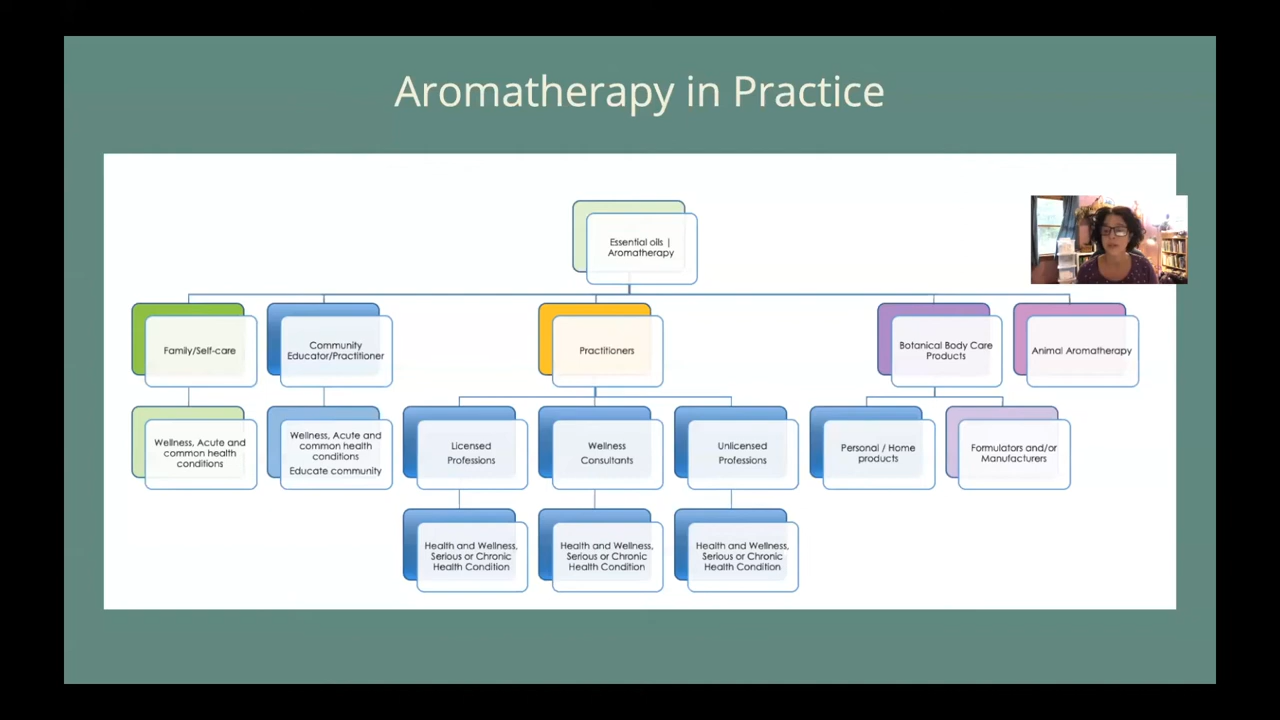 Aromatherapy in Practice
Essential oils |
Aromatherapy
Family/Self-care
Community
Educator/Practitioner
Practitioners
Botanical Body Care
Products
Animal Aromatherapy
Wellness, Acute and
common health
conditions
Wellness, Acute and
common health
conditions
Educate community
Licensed
Professions
Wellness
Consultants
Unlicensed
Professions
Personal / Home
products
Formulators and/or
Manufacturers
Health and Wellness,
Serious or Chronic
Health Condition
Health and Wellness,
Serious or Chronic
Health Condition
Health and Wellness,
Serious or Chronic
Health Condition